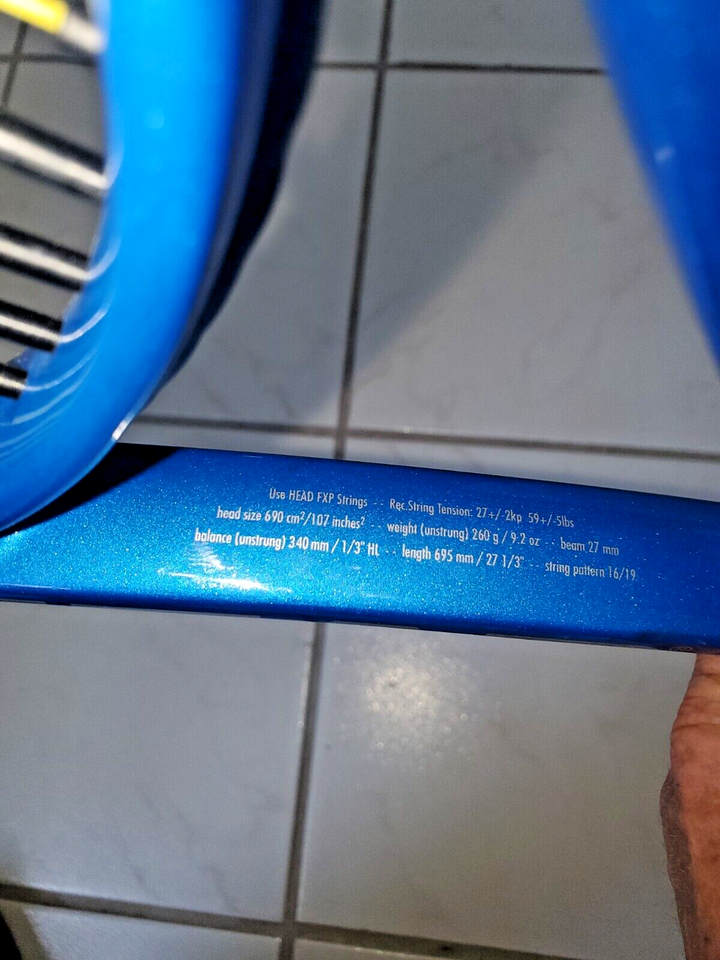 Use HEAD FXP Strings -- Rec.String Tension: 27+/-2kp 59+/-5lbs
head size 690 cm²/107 inches² -- weight (unstrung) 260 g / 9.2 oz -- beam 27 mm
balance (unstrung) 340 mm / 1/3" HL -- length 695 mm / 27 1/3" -- string pattern 16/19